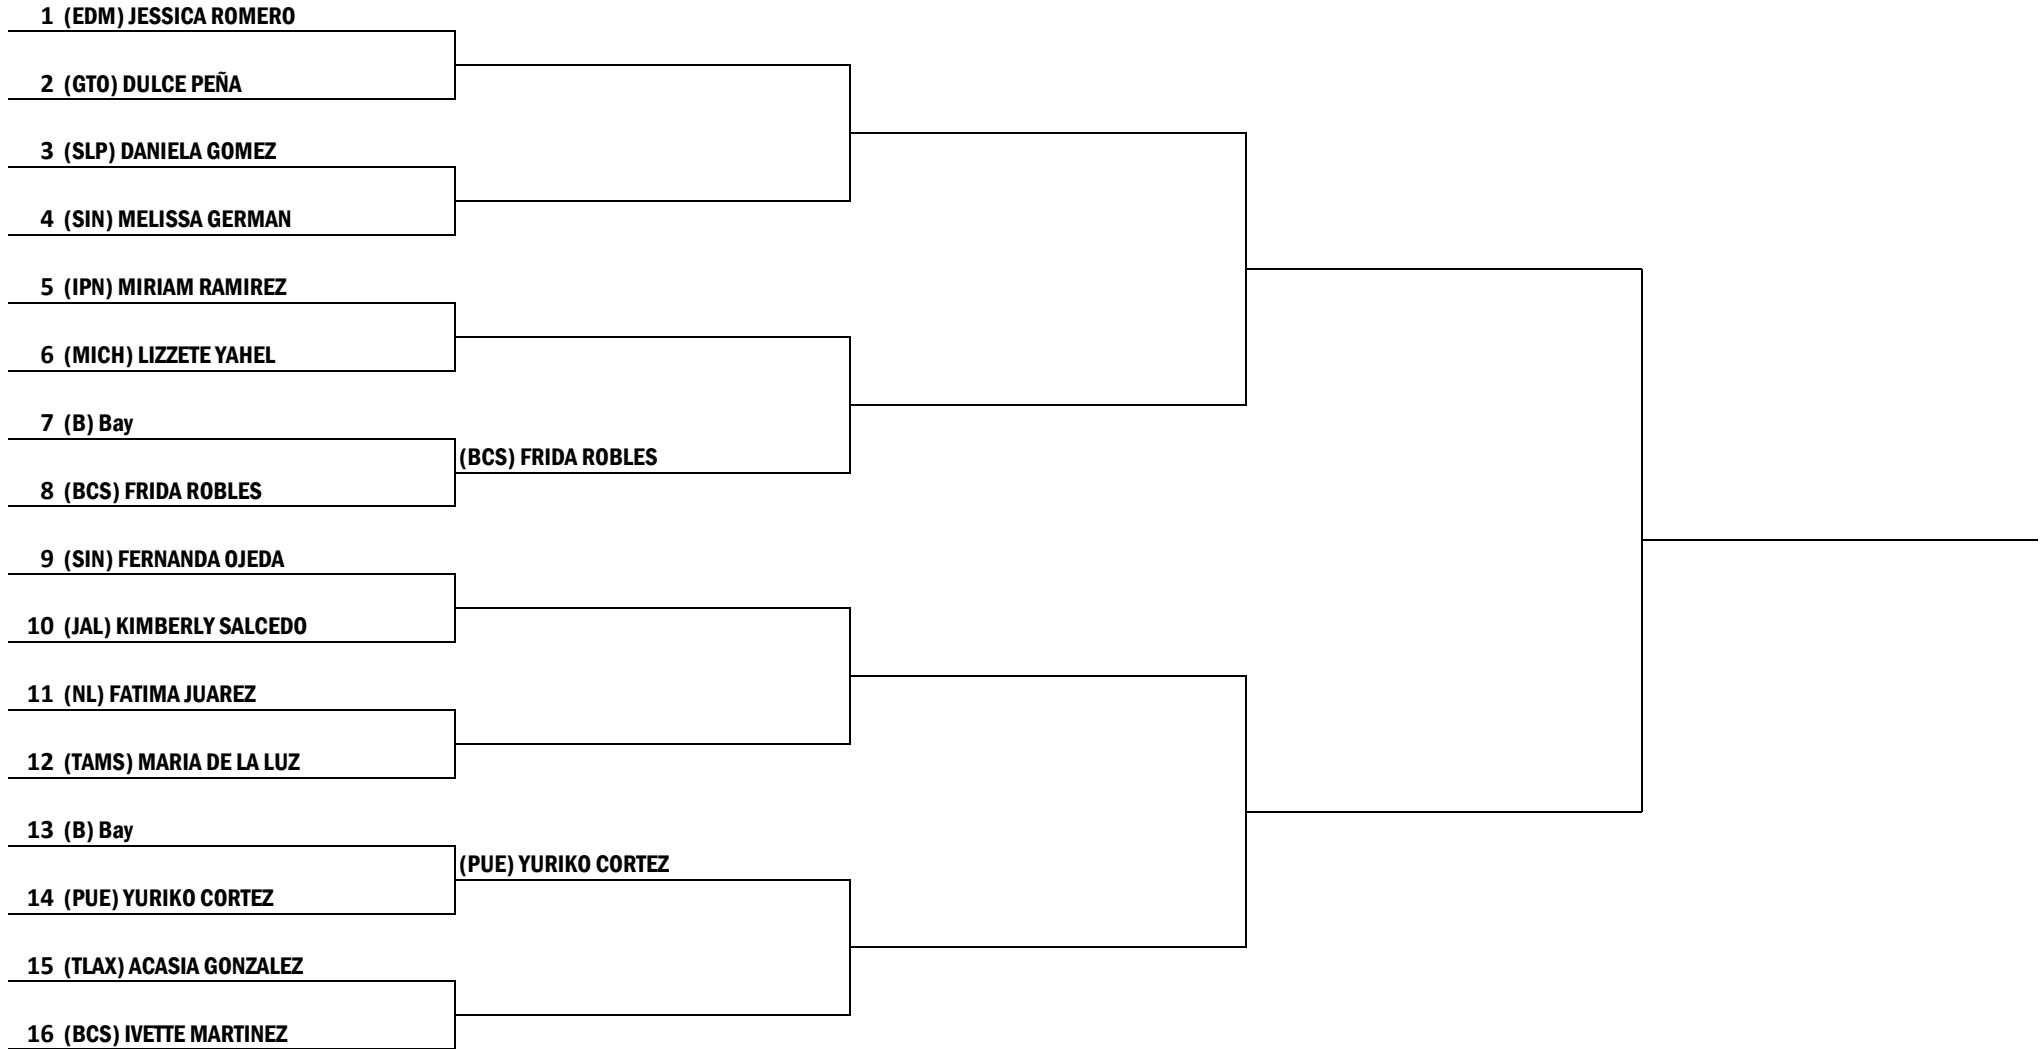 1 (EDM) JESSICA ROMERO
2 (GTO) DULCE PEÑA
3 (SLP) DANIELA GOMEZ
4 (SIN) MELISSA GERMAN
5 (IPN) MIRIAM RAMIREZ
6 (MICH) LIZZETE YAHEL
7 (B) Bay
(BCS) FRIDA ROBLES
8 (BCS) FRIDA ROBLES
9 (SIN) FERNANDA OJEDA
10 (JAL) KIMBERLY SALCEDO
11 (NL) FATIMA JUAREZ
12 (TAMS) MARIA DE LA LUZ
13 (B) Bay
(PUE) YURIKO CORTEZ
14 (PUE) YURIKO CORTEZ
15 (TLAX) ACASIA GONZALEZ
16 (BCS) IVETTE MARTINEZ